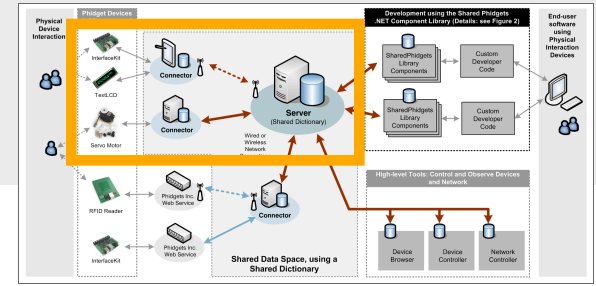 Physical
Device
Interaction
Phidget Devices
InterfaceKit
TextLCD
Servo Motor
RFID Reader
InterfaceKit
Connector
Connector
Server
(Shared Dictionary)
Wired or
Wireless
Network
Phidgets Inc.
Web Service
Phidgets Inc.
Web Service
Connector
Shared Data Space, using a
Shared Dictionary
Development using the Shared Phidgets
.NET Component Library (Details: see Figure 2)
SharedPhidgets
Library
Components
Custom
Developer
Code
SharedPhidgets
Library
Components
Custom
Developer
Code
High-level Tools: Control and Observe Devices
and Network
Device
Browser
Device
Controller
Network
Controller
End-user
software
using
Physical
Interaction
Devices